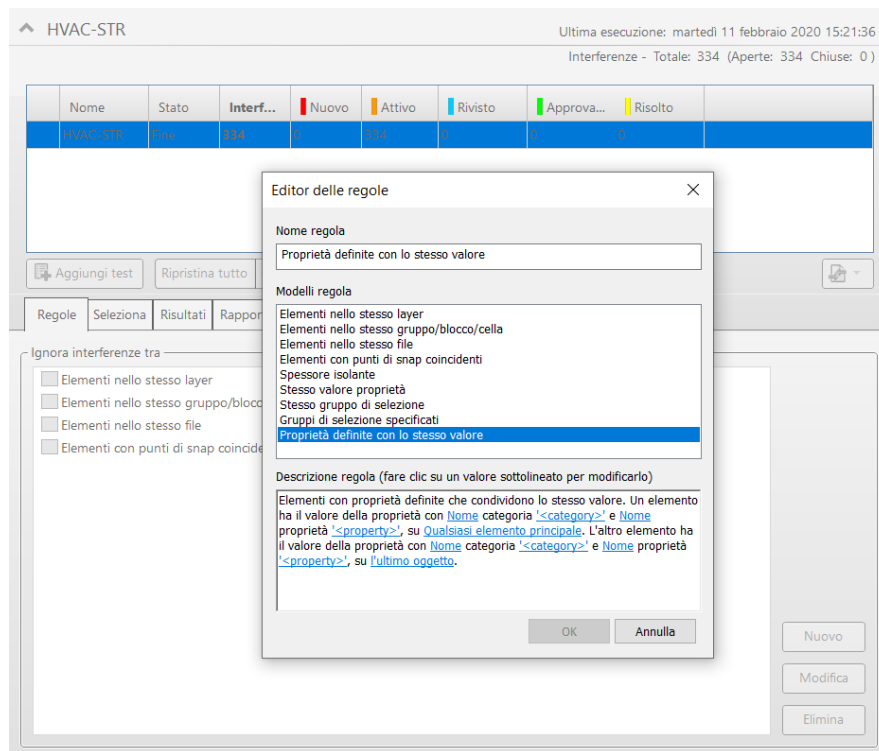 HVAC-STR
Ultima esecuzione: martedì 11 febbraio 2020 15:21:36
Interferenze - Totale: 334 (Aperte: 334 Chiuse: 0 )
Nome Stato Interf... Nuovo Attivo Rivisto Approva... Risolto
HVAC-STR Fine 334 0 334 0 0 0
Editor delle regole
Nome regola
Proprietà definite con lo stesso valore
Aggiungi test Ripristina tutto
Modelli regola
Regole Seleziona Risultati Rappor
Elementi nello stesso layer
Elementi nello stesso gruppo/blocco/cella
Elementi nello stesso file
Elementi con punti di snap coincidenti
Spessore isolante
Stesso valore proprietà
Stesso gruppo di selezione
Gruppi di selezione specificati
Proprietà definite con lo stesso valore
Ignora interferenze tra
Elementi nello stesso layer
Elementi nello stesso gruppo/blocc
Elementi nello stesso file
Elementi con punti di snap coincide
Descrizione regola (fare clic su un valore sottolineato per modificarlo)
Elementi con proprietà definite che condividono lo stesso valore. Un elemento
ha il valore della proprietà con Nome categoria '<category>' e Nome
proprietà '<property>', su Qualsiasi elemento principale. L'altro elemento ha
il valore della proprietà con Nome categoria '<category>' e Nome proprietà
'<property>', su l'ultimo oggetto.
OK Annulla
Nuovo
Modifica
Elimina